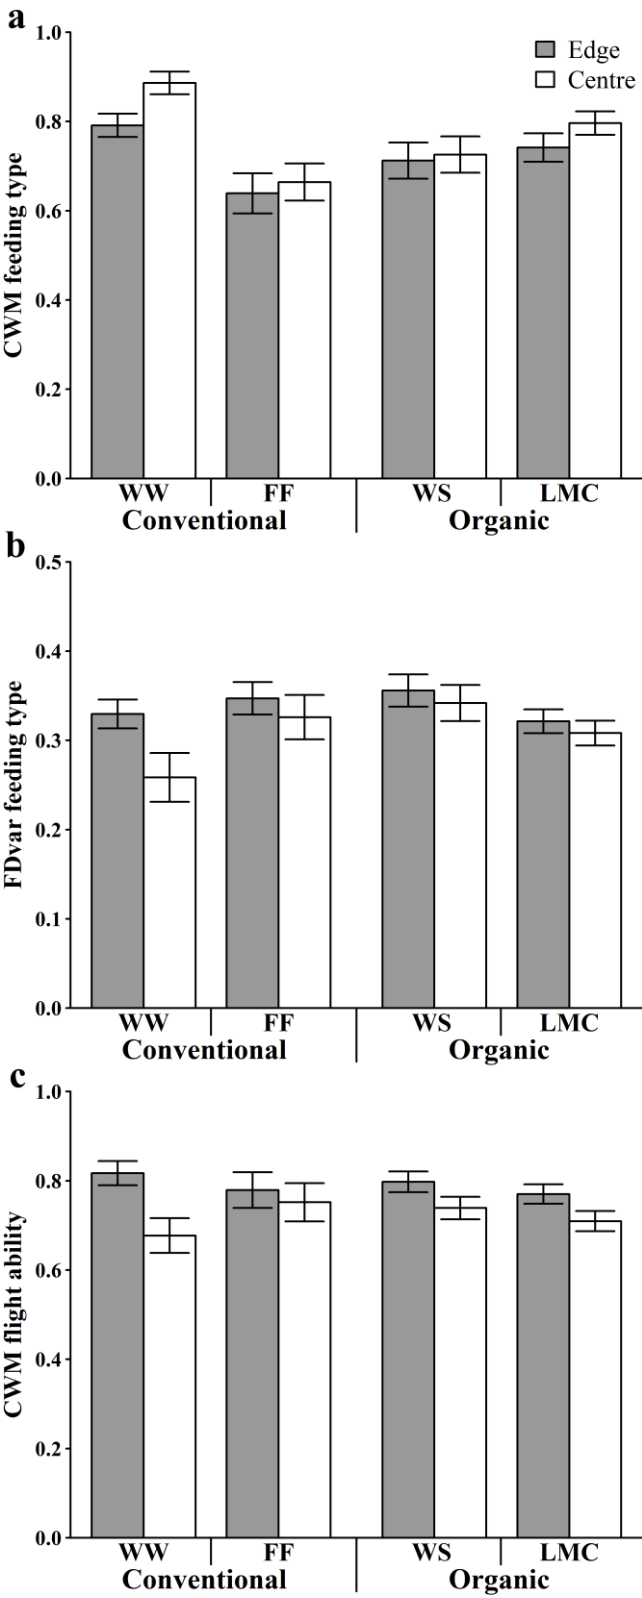 a
1.0
Edge
Centre
0.8
0.6
0.4
0.2
0.0
CWM feeding type
WW FF WS LMC
Conventional Organic
b
0.5
0.4
0.3
0.2
0.1
0.0
FDvar feeding type
WW FF WS LMC
Conventional Organic
c
1.0
0.8
0.6
0.4
0.2
0.0
CWM flight ability
WW FF WS LMC
Conventional Organic